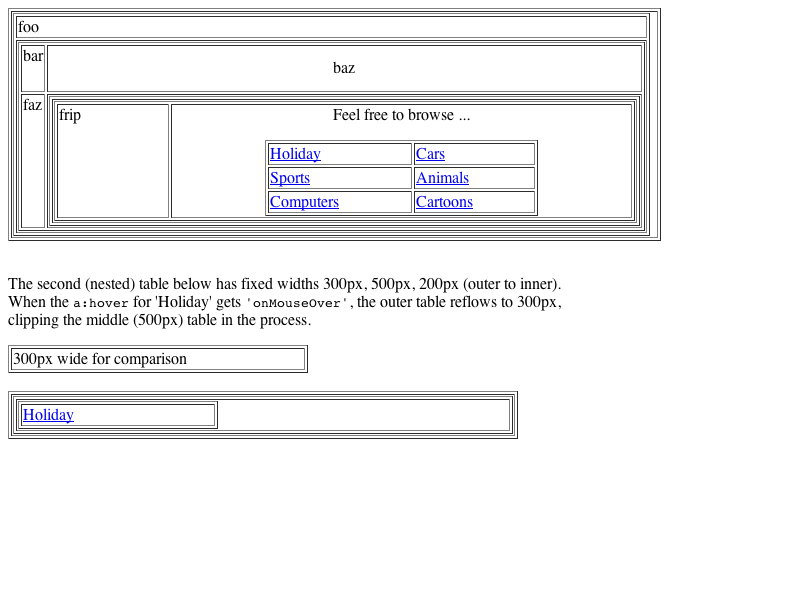 foo
bar
baz
faz
frip
Feel free to browse ...
Holiday Cars
Sports Animals
Computers Cartoons
The second (nested) table below has fixed widths 300px, 500px, 200px (outer to inner).
When the a:hover for 'Holiday' gets 'onMouseOver', the outer table reflows to 300px,
clipping the middle (500px) table in the process.
300px wide for comparison
Holiday